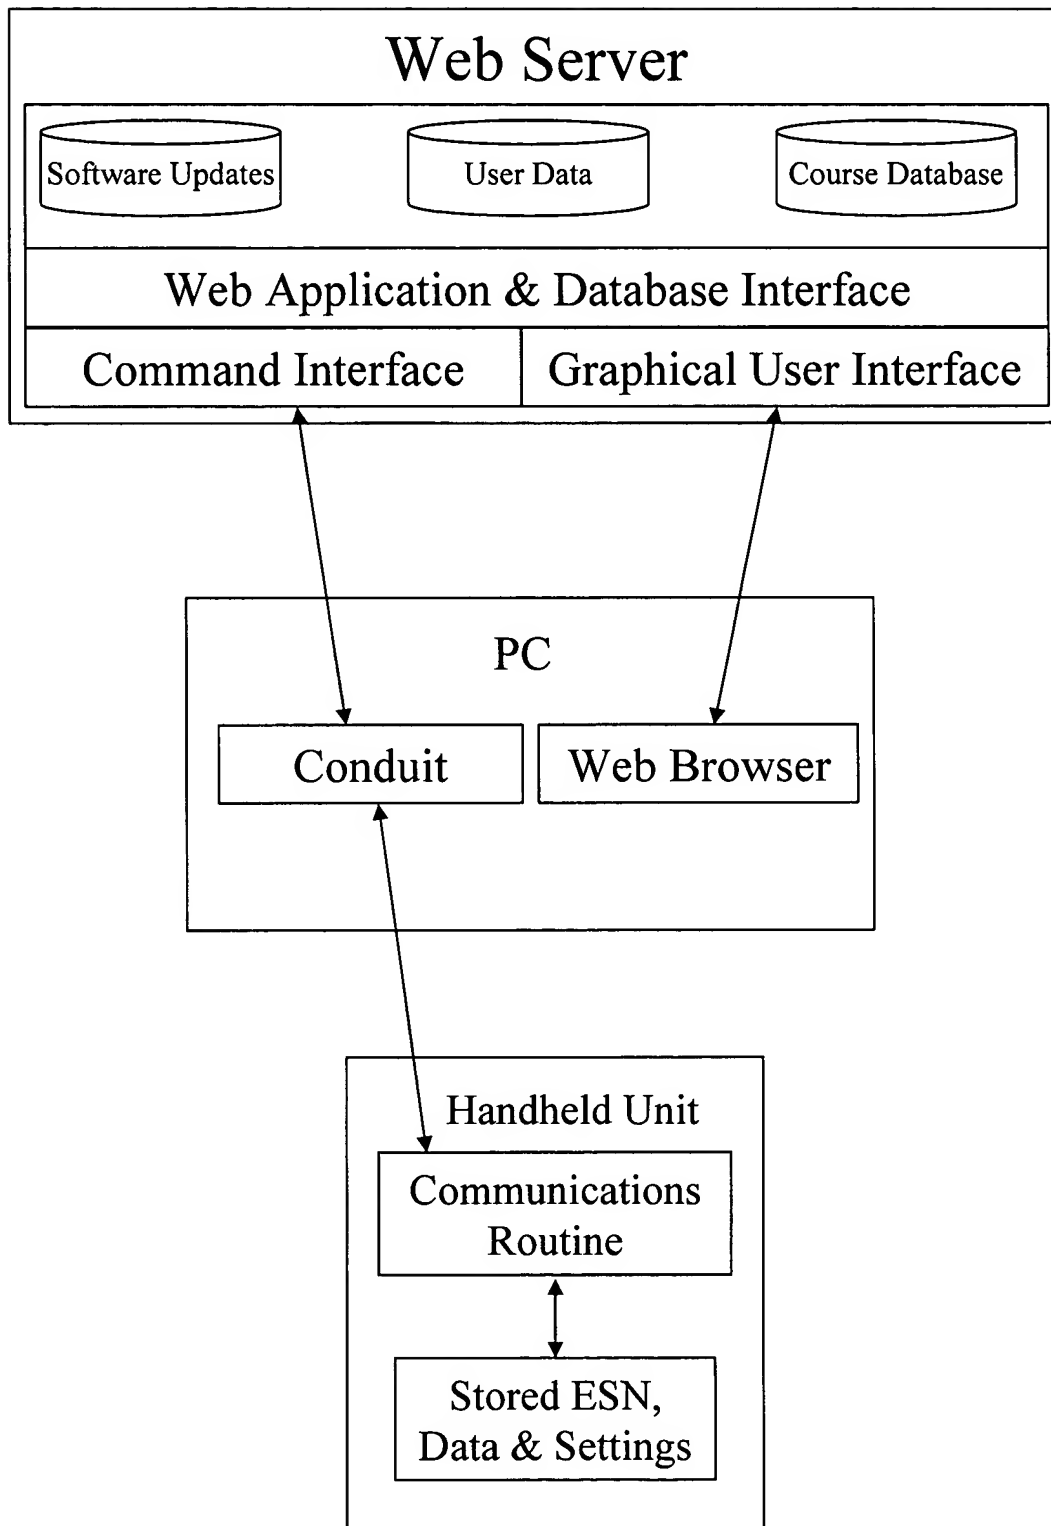 Web Server
Software Updates
User Data
Course Database
Web Application & Database Interface
Command Interface
Graphical User Interface
PC
Conduit
Web Browser
Handheld Unit
Communications
Routine
Stored ESN,
Data & Settings